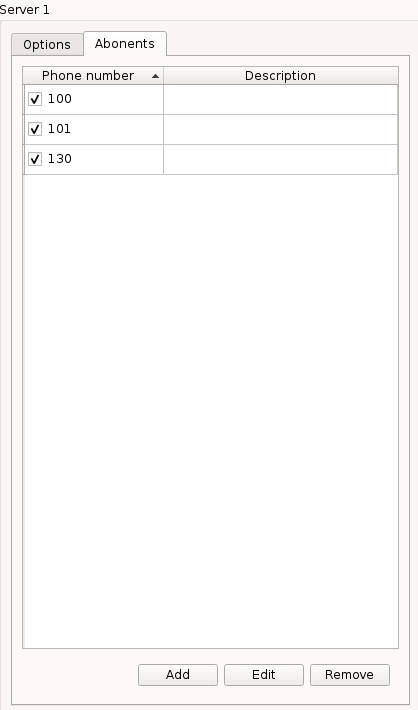 Server 1
Options Abonents
Phone number Description
100
101
130
Add Edit Remove